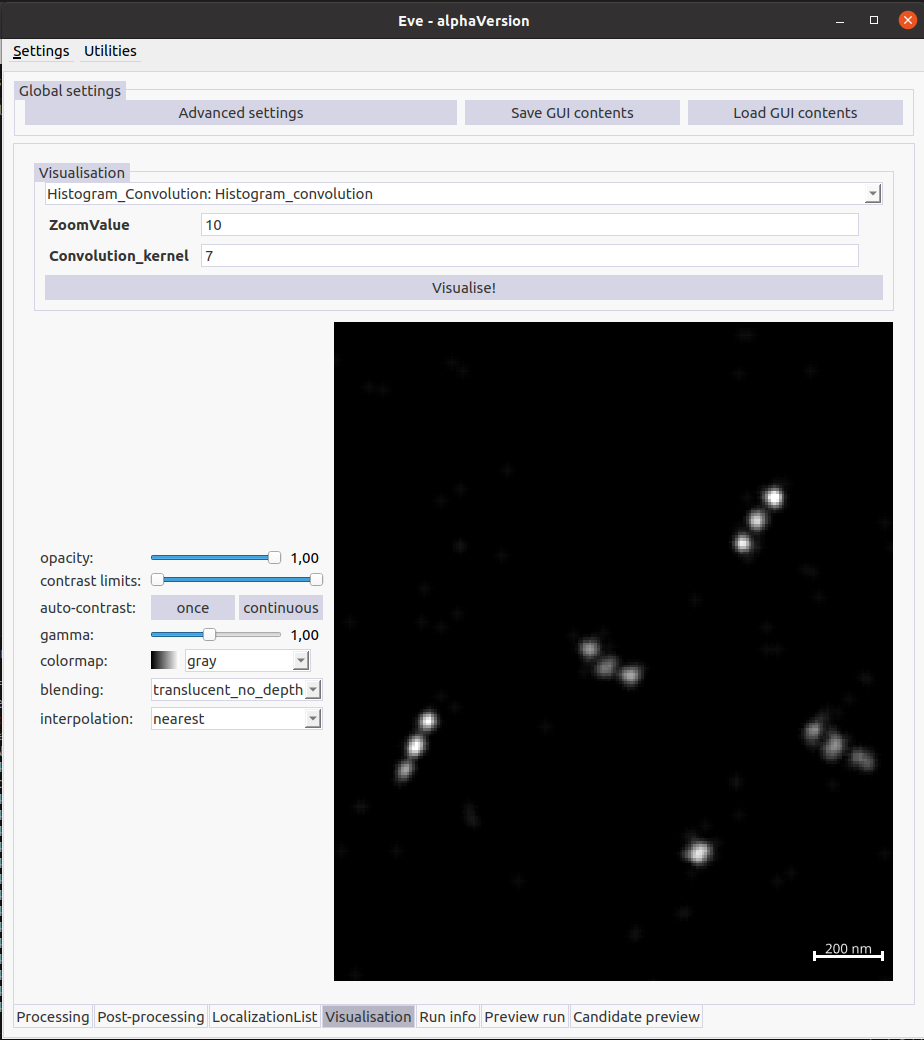 Eve - alphaVersion
Settings Utilities
Global settings
Advanced settings Save GUI contents Load GUI contents
Visualisation
Histogram_Convolution: Histogram_convolution
ZoomValue 10
Convolution_kernel 7
Visualise!
opacity: 1,00
contrast limits:
auto-contrast: once continuous
gamma: 1,00
colormap: gray
blending: translucent_no_depth
interpolation: nearest
200 nm
Processing Post-processing LocalizationList Visualisation Run info Preview run Candidate preview